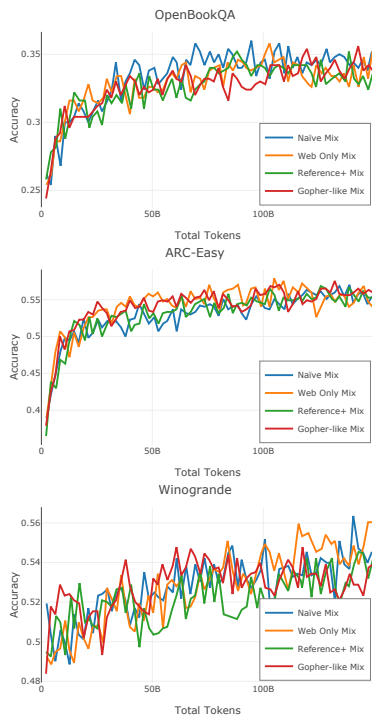 OpenBookQA
Accuracy
0.35
0.3
0.25
0
50B
100B
Total Tokens
Naïve Mix
Web Only Mix
Reference+ Mix
Gopher-like Mix
ARC-Easy
Accuracy
0.55
0.5
0.45
0.4
0
50B
100B
Total Tokens
Naïve Mix
Web Only Mix
Reference+ Mix
Gopher-like Mix
Winogrande
Accuracy
0.56
0.54
0.52
0.5
0.48
0
50B
100B
Total Tokens
Naïve Mix
Web Only Mix
Reference+ Mix
Gopher-like Mix